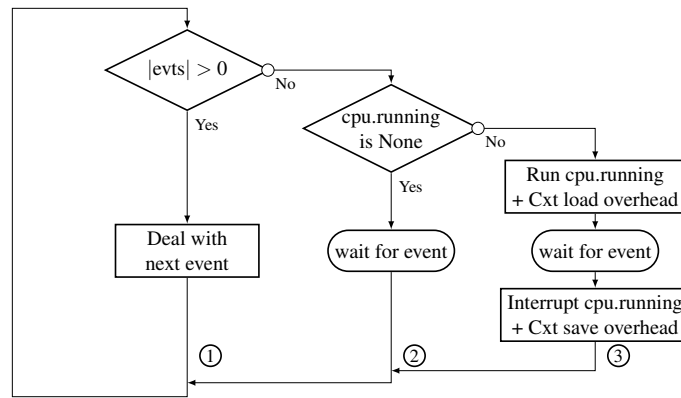 |evts| > 0
No
Yes
cpu.running
is None
No
Yes
Run cpu.running
+ Cxt load overhead
Deal with
next event
wait for event
wait for event
Interrupt cpu.running
+ Cxt save overhead
1
2
3